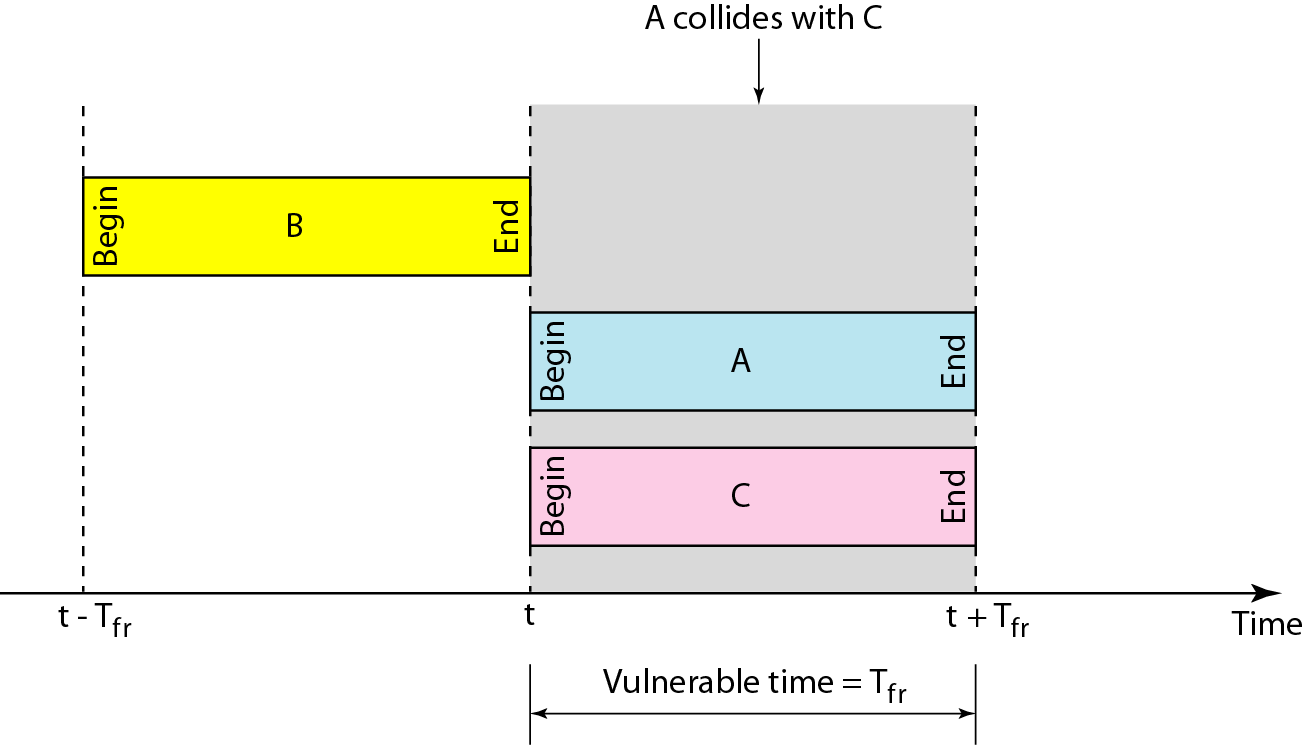 A collides with C
Begin B End
Begin A End
Begin C End
t - Tfr t t + Tfr Time
Vulnerable time = Tfr